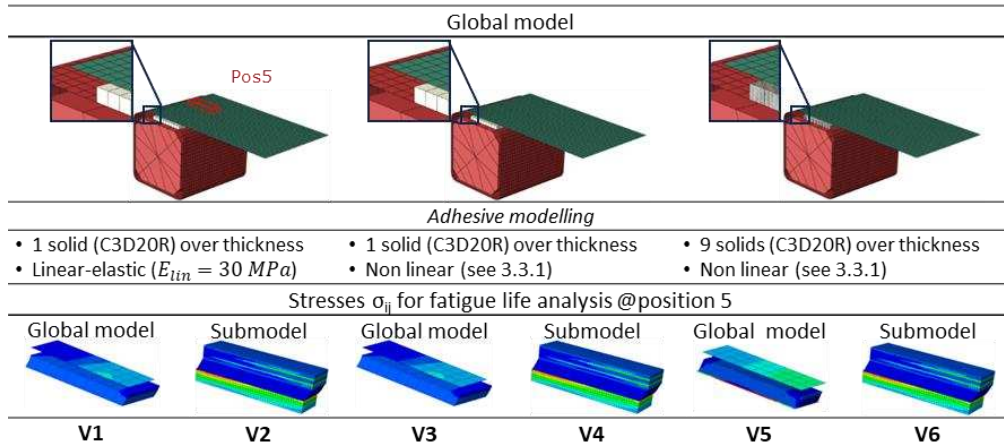 Global model
Pos5
Adhesive modelling
• 1 solid (C3D20R) over thickness
• Linear-elastic (E_lin = 30 MPa)
• 1 solid (C3D20R) over thickness
• Non linear (see 3.3.1)
• 9 solids (C3D20R) over thickness
• Non linear (see 3.3.1)
Stresses σij for fatigue life analysis @position 5
Global model Submodel Global model Submodel Global model Submodel
V1 V2 V3 V4 V5 V6